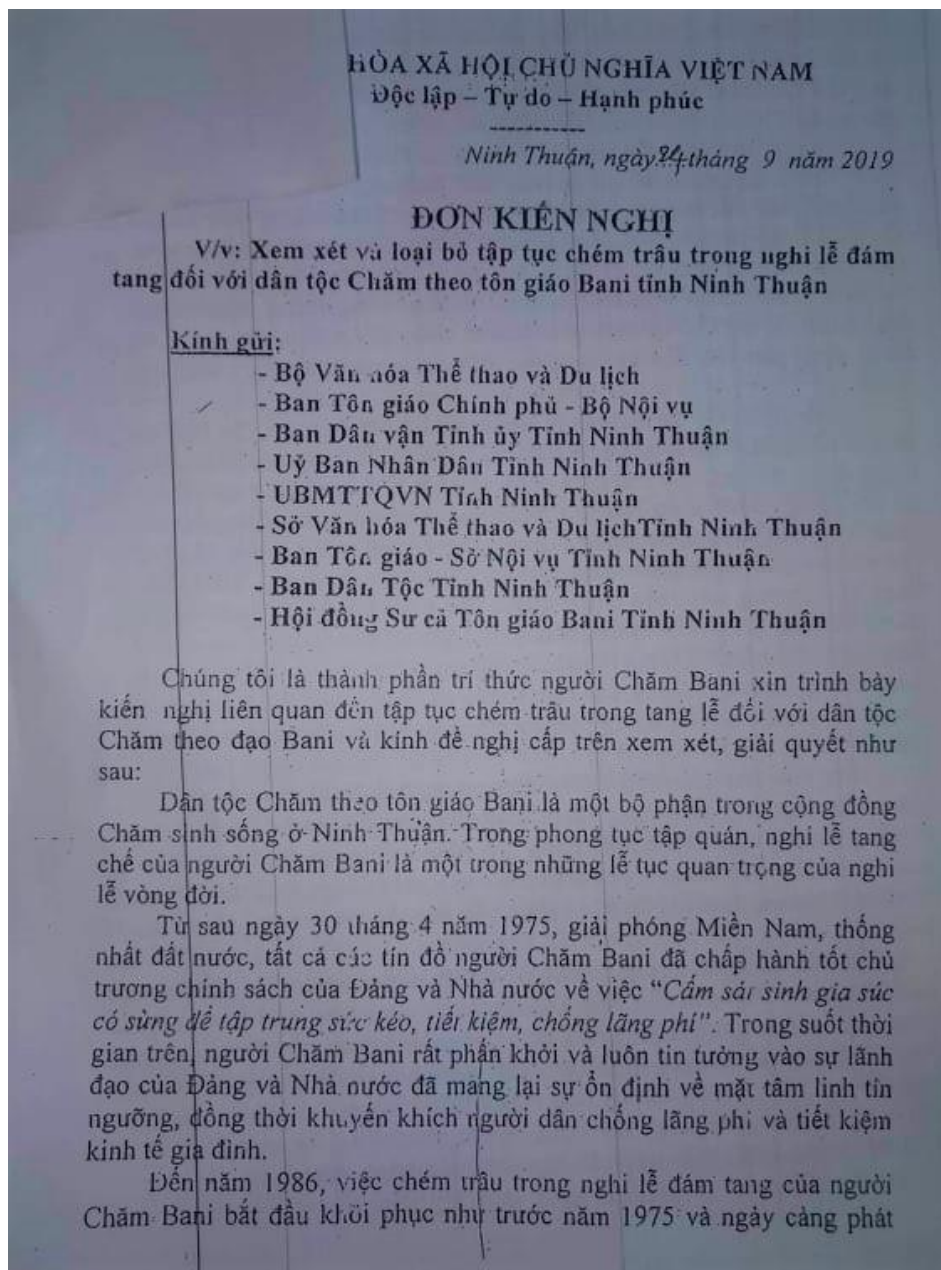 HÒA XÃ HỘI CHỦ NGHĨA VIỆT NAM
Độc lập – Tự do – Hạnh phúc
-----------
Ninh Thuận, ngày 24 tháng 9 năm 2019
ĐƠN KIẾN NGHỊ
V/v: Xem xét và loại bỏ tập tục chém trâu trong nghi lễ đám
tang đối với dân tộc Chăm theo tôn giáo Bani tỉnh Ninh Thuận
Kính gửi:
- Bộ Văn hóa Thể thao và Du lịch
- Ban Tôn giáo Chính phủ - Bộ Nội vụ
- Ban Dân vận Tỉnh ủy Tỉnh Ninh Thuận
- Uỷ Ban Nhân Dân Tỉnh Ninh Thuận
- UBMTTQVN Tỉnh Ninh Thuận
- Sở Văn hóa Thể thao và Du lịchTỉnh Ninh Thuận
- Ban Tôn giáo - Sở Nội vụ Tỉnh Ninh Thuận
- Ban Dân Tộc Tỉnh Ninh Thuận
- Hội đồng Sư cả Tôn giáo Bani Tỉnh Ninh Thuận
Chúng tôi là thành phần trí thức người Chăm Bani xin trình bày
kiến nghị liên quan đến tập tục chém trâu trong tang lễ đối với dân tộc
Chăm theo đạo Bani và kính đề nghị cấp trên xem xét, giải quyết như
sau:
Dân tộc Chăm theo tôn giáo Bani là một bộ phận trong cộng đồng
Chăm sinh sống ở Ninh Thuận. Trong phong tục tập quán, nghi lễ tang
chế của người Chăm Bani là một trong những lễ tục quan trọng của nghi
lễ vòng đời.
Từ sau ngày 30 tháng 4 năm 1975, giải phóng Miền Nam, thống
nhất đất nước, tất cả các tín đồ người Chăm Bani đã chấp hành tốt chủ
trương chính sách của Đảng và Nhà nước về việc “Cấm sát sinh gia súc
có sừng để tập trung sức kéo, tiết kiệm, chống lãng phí”. Trong suốt thời
gian trên, người Chăm Bani rất phấn khởi và luôn tin tưởng vào sự lãnh
đạo của Đảng và Nhà nước đã mang lại sự ổn định về mặt tâm linh tín
ngưỡng, đồng thời khuyến khích người dân chống lãng phí và tiết kiệm
kinh tế gia đình.
Đến năm 1986, việc chém trâu trong nghi lễ đám tang của người
Chăm Bani bắt đầu khôi phục như trước năm 1975 và ngày càng phát